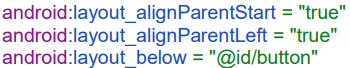 android:layout_alignParentStart = "true"
android:layout_alignParentLeft = "true"
android:layout_below = "@id/button"